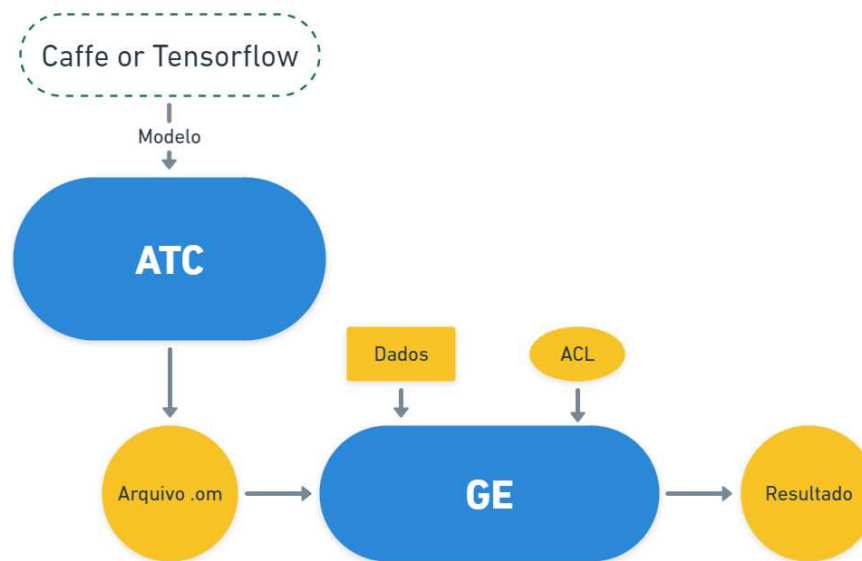 Caffe or Tensorflow
Modelo
ATC
Dados
ACL
Arquivo .om
GE
Resultado